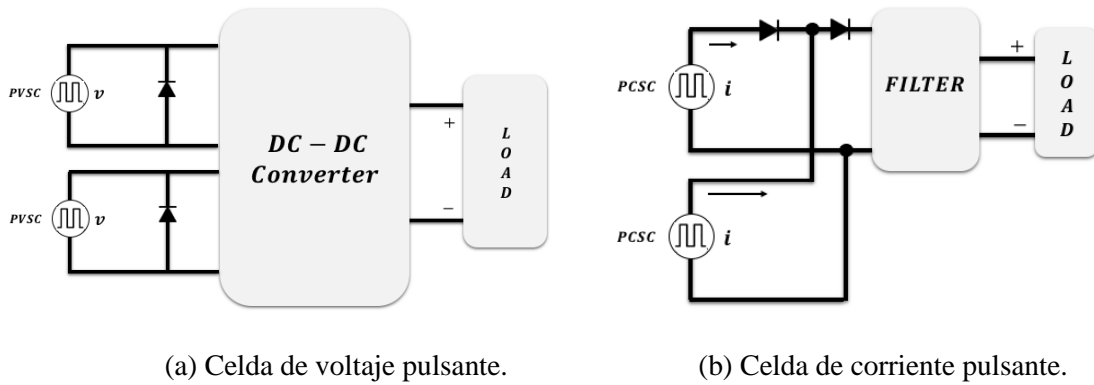 PVSC v
PVSC v
DC – DC
Converter
+
−
L
O
A
D
(a) Celda de voltaje pulsante.
PCSC i
PCSC i
FILTER
+
−
L
O
A
D
(b) Celda de corriente pulsante.